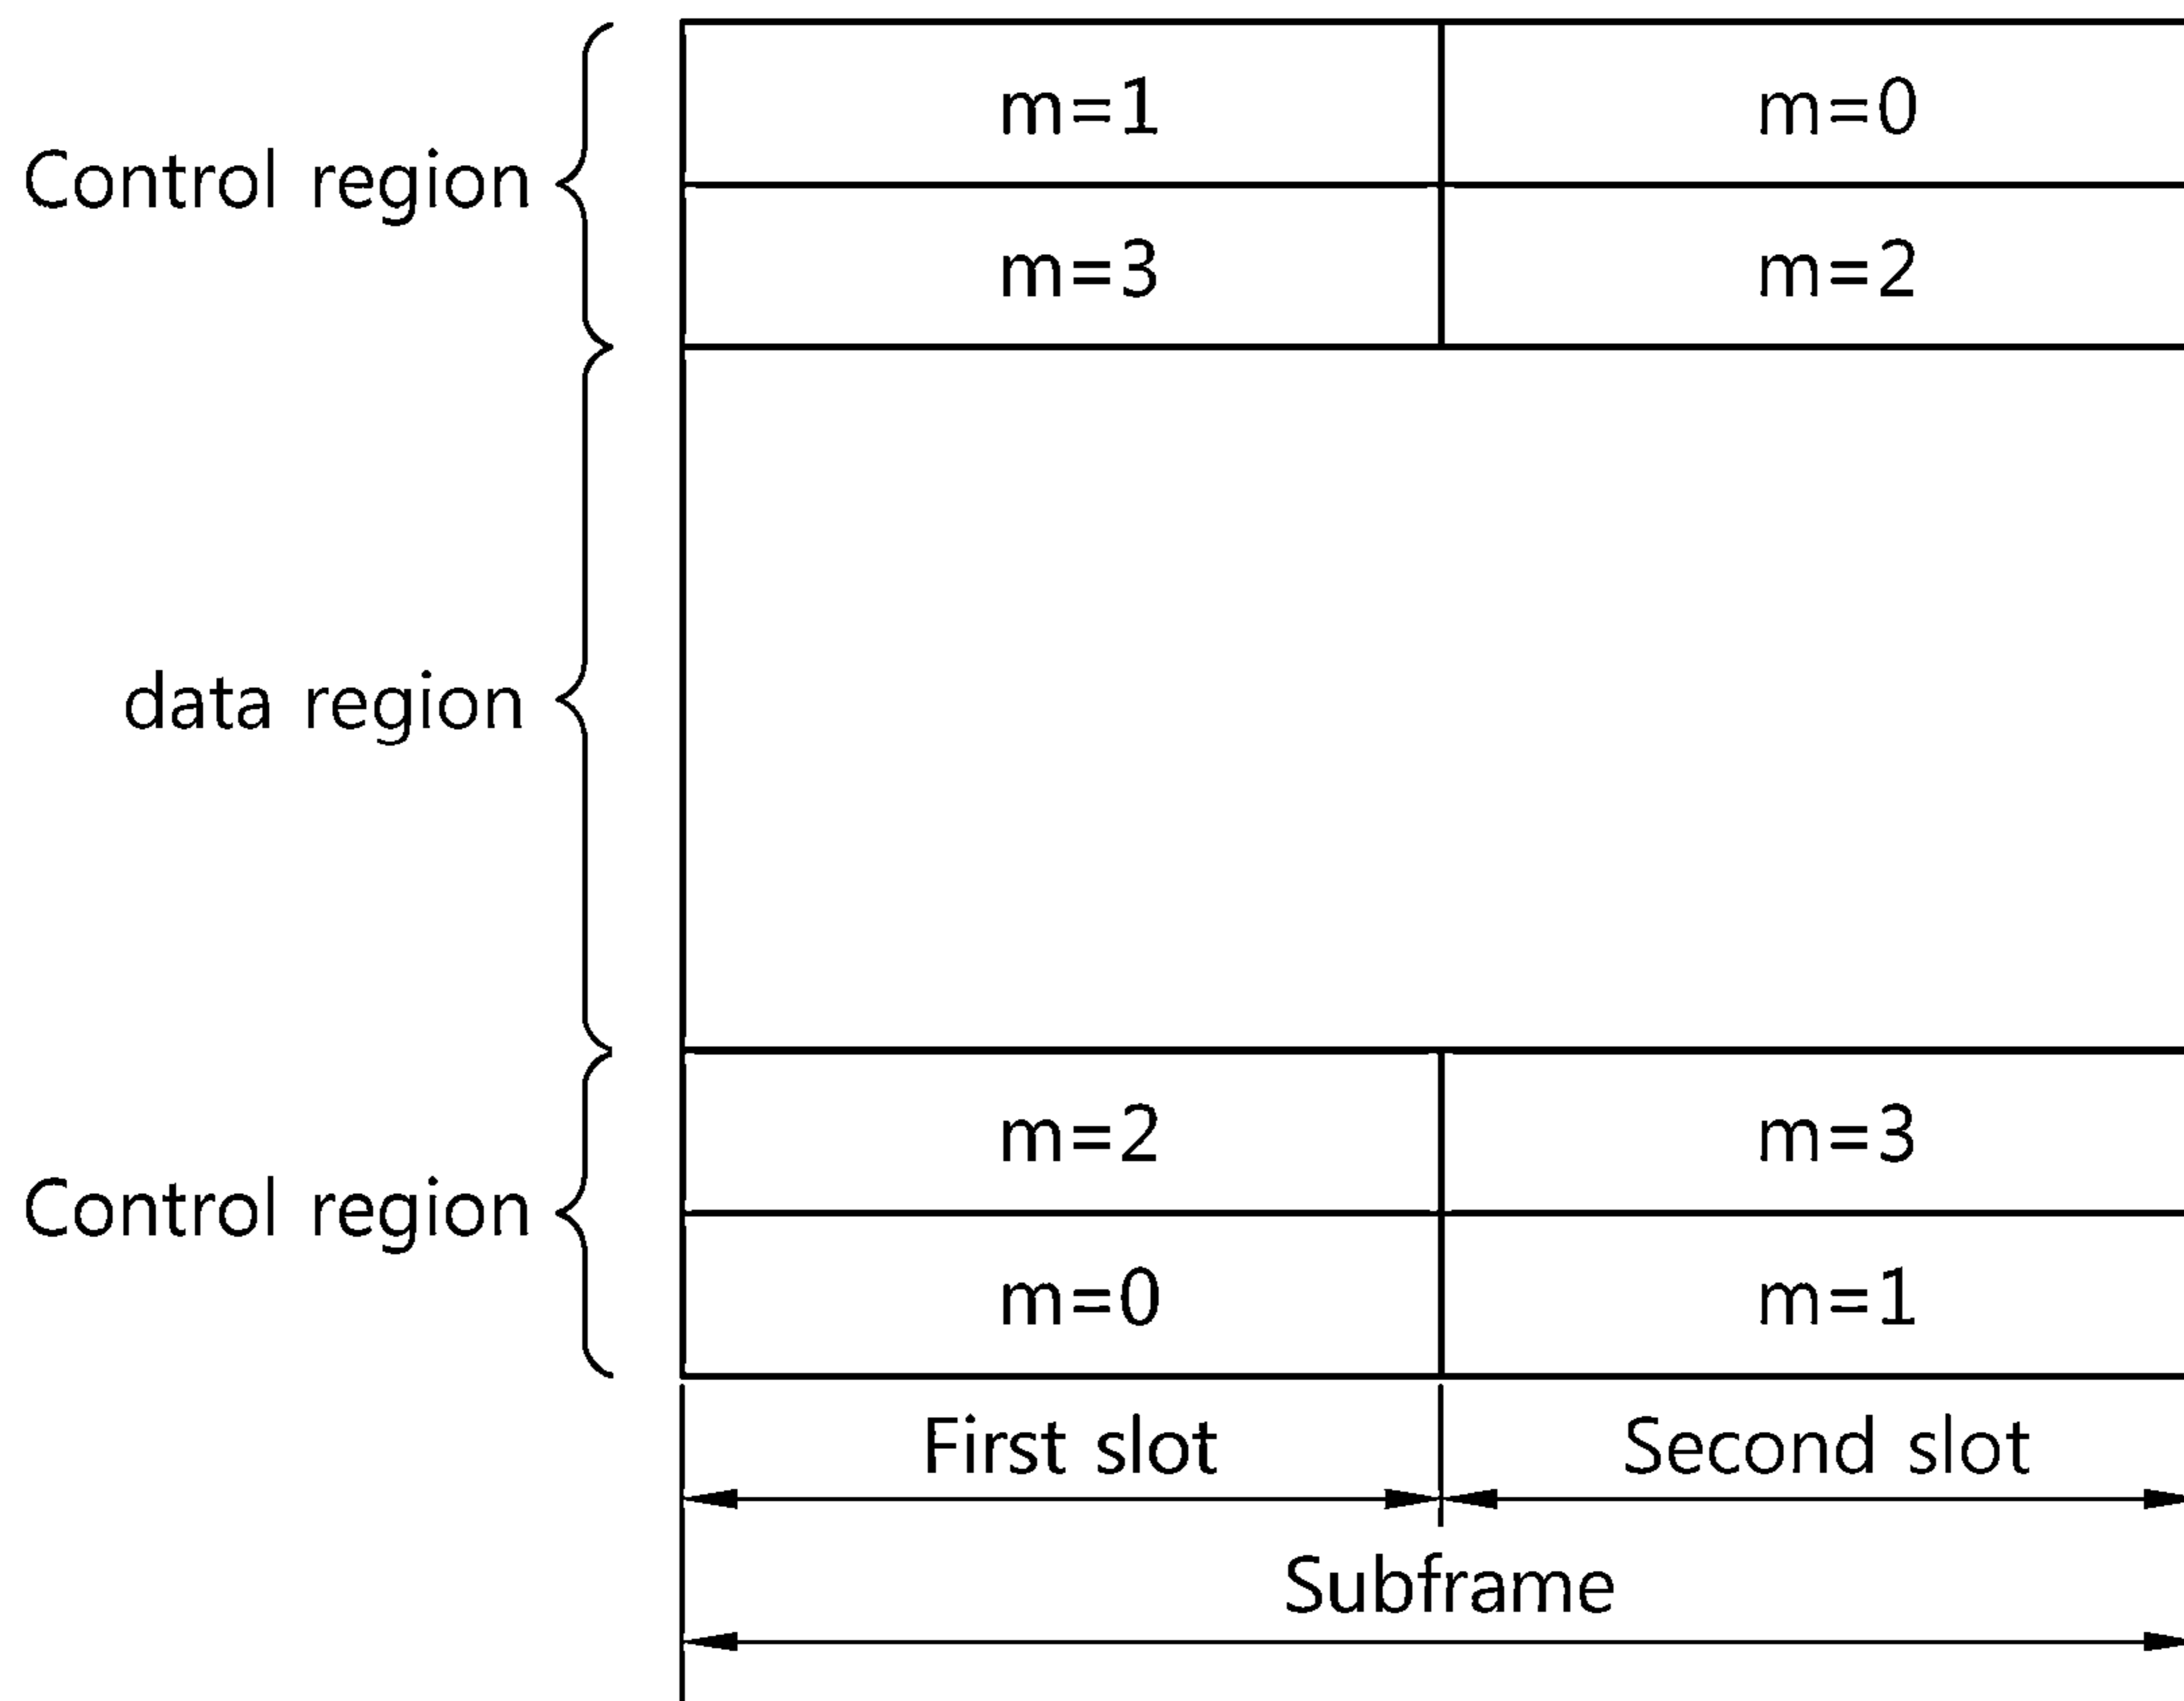 m=1 m=0
Control region
m=3 m=2
data region
m=2 m=3
Control region
m=0 m=1
First slot Second slot
Subframe